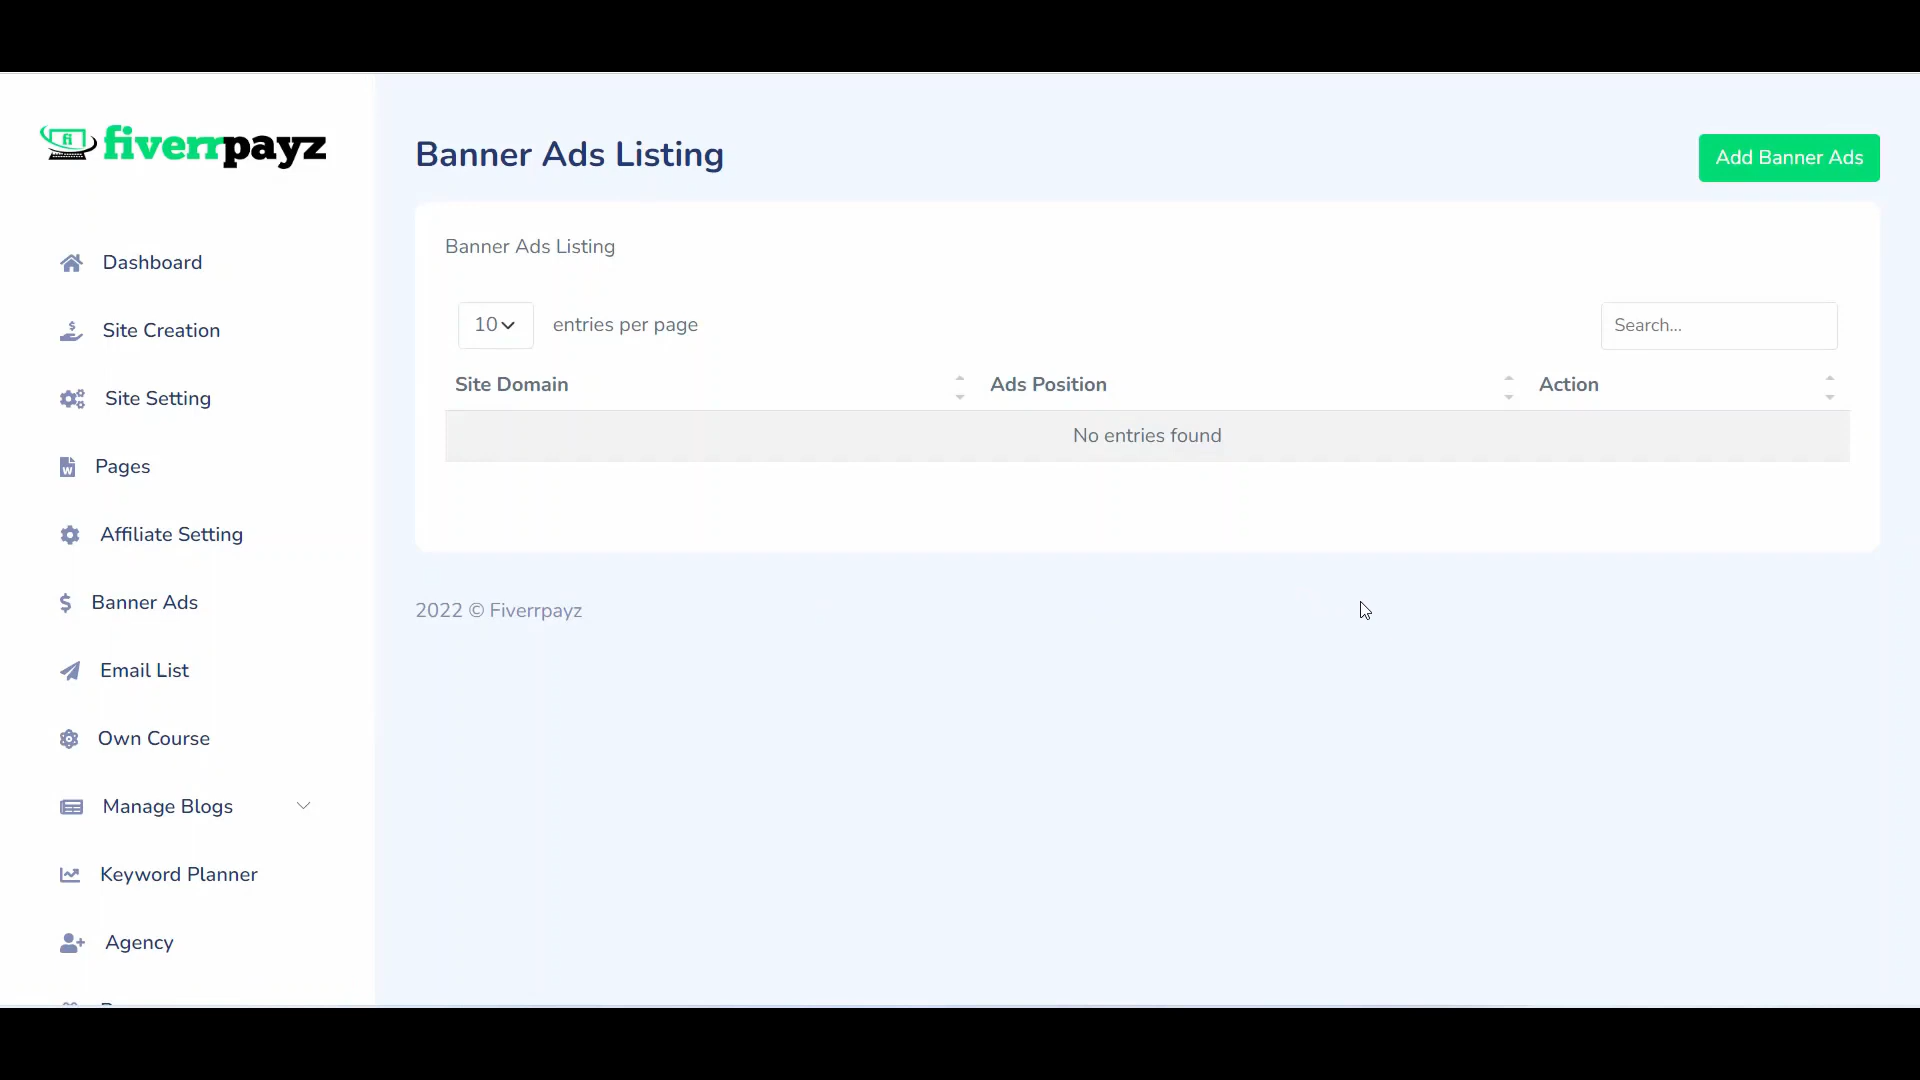 fi fiverrpayz
Dashboard
Site Creation
Site Setting
Pages
Affiliate Setting
Banner Ads
Email List
Own Course
Manage Blogs
Keyword Planner
Agency
Banner Ads Listing
Add Banner Ads
Banner Ads Listing
10 entries per page
Search...
Site Domain Ads Position Action
No entries found
2022 © Fiverrpayz